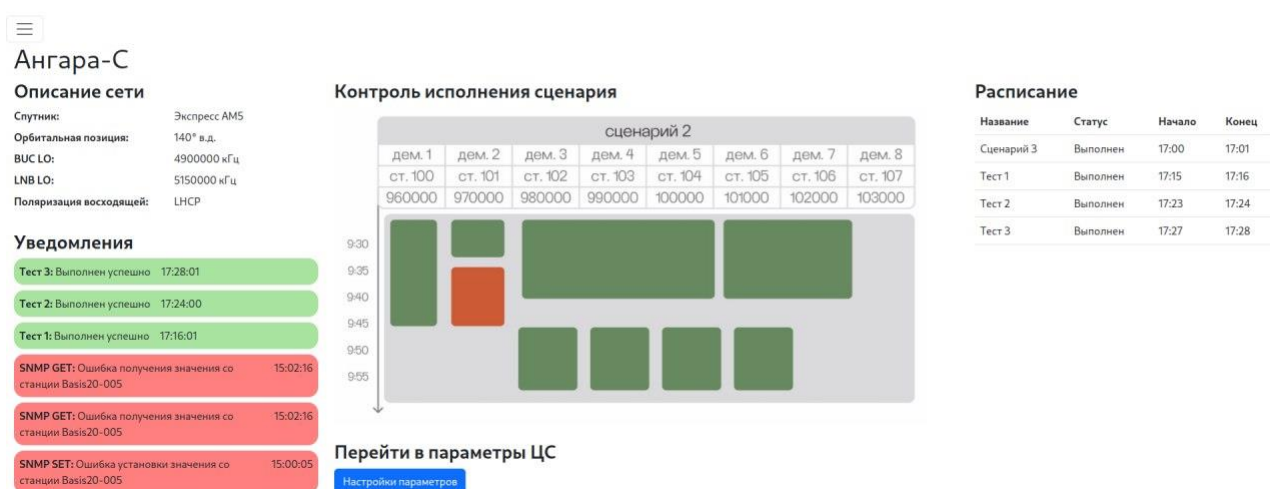 Ангара-С
Описание сети
Спутник: Экспресс АМ5
Орбитальная позиция: 140° в.д.
BUC LO: 4900000 кГц
LNB LO: 5150000 кГц
Поляризация восходящей: LHCP
Уведомления
Тест 3: Выполнен успешно 17:28:01
Тест 2: Выполнен успешно 17:24:00
Тест 1: Выполнен успешно 17:16:01
SNMP GET: Ошибка получения значения со 15:02:16
станции Basis20-005
SNMP GET: Ошибка получения значения со 15:02:16
станции Basis20-005
SNMP SET: Ошибка установки значения со 15:00:05
станции Basis20-005
Контроль исполнения сценария
сценарий 2
дем. 1 дем. 2 дем. 3 дем. 4 дем. 5 дем. 6 дем. 7 дем. 8
ст. 100 ст. 101 ст. 102 ст. 103 ст. 104 ст. 105 ст. 106 ст. 107
960000 970000 980000 990000 100000 101000 102000 103000
9:30
9:35
9:40
9:45
9:50
9:55
Перейти в параметры ЦС
Настройки параметров
Расписание
Название Статус Начало Конец
Сценарий 3 Выполнен 17:00 17:01
Тест 1 Выполнен 17:15 17:16
Тест 2 Выполнен 17:23 17:24
Тест 3 Выполнен 17:27 17:28